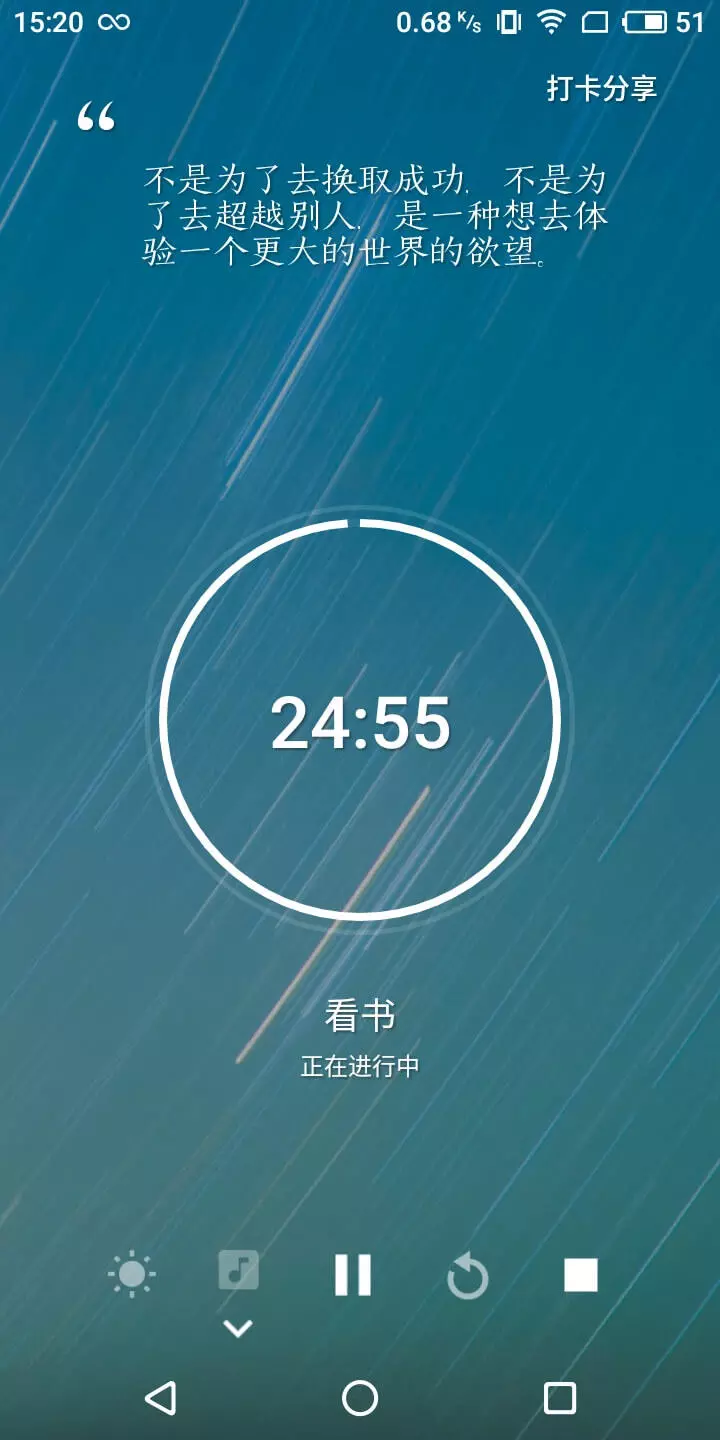 15:20 0.68 K/s 51
打卡分享
“
不是为了去换取成功，不是为
了去超越别人，是一种想去体
验一个更大的世界的欲望。
24:55
看书
正在进行中